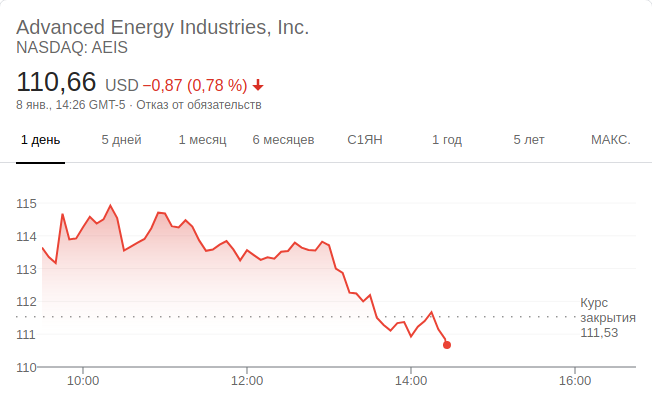 Advanced Energy Industries, Inc.
NASDAQ: AEIS
110,66 USD −0,87 (0,78 %)
8 янв., 14:26 GMT-5 · Отказ от обязательств
1 день 5 дней 1 месяц 6 месяцев С1ЯН 1 год 5 лет МАКС.
115
114
113
112
111
110
Курс
закрытия
111,53
10:00 12:00 14:00 16:00